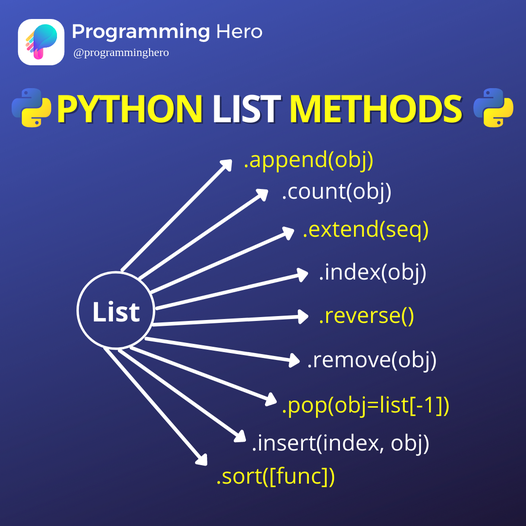 Programming Hero
@programminghero
PYTHON LIST METHODS
.append(obj)
.count(obj)
.extend(seq)
.index(obj)
List
.reverse()
.remove(obj)
.pop(obj=list[-1])
.insert(index, obj)
.sort([func])